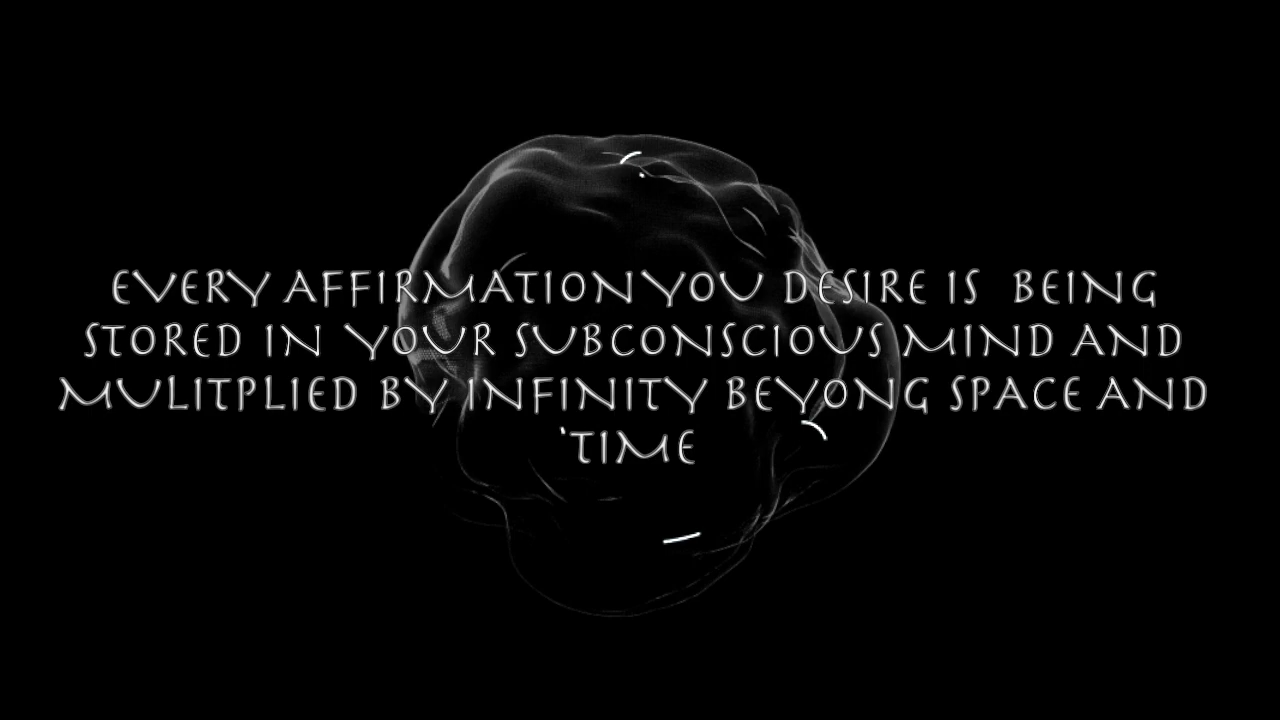 EVERY AFFIRMATION YOU DESIRE IS BEING
STORED IN YOUR SUBCONSCIOUS MIND AND
MULITPLIED BY INFINITY BEYONG SPACE AND
'TIME